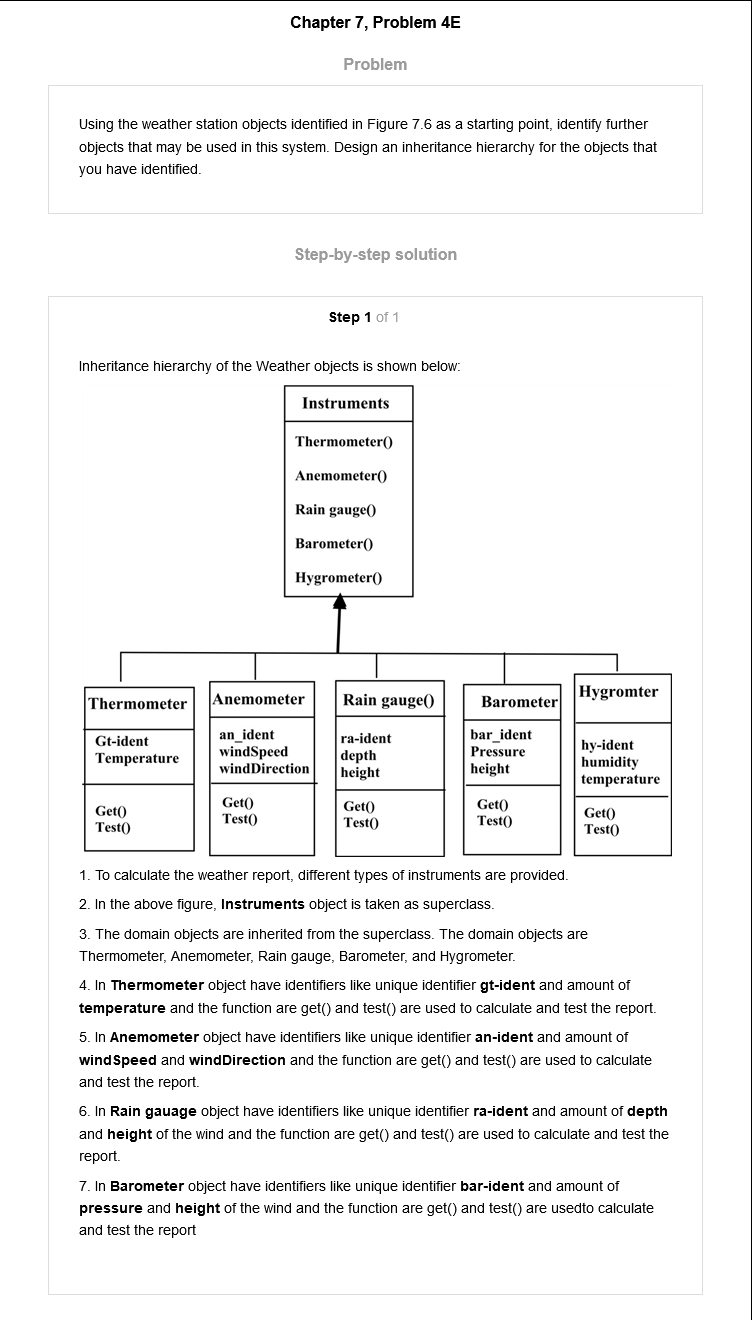 Chapter 7, Problem 4E
Problem
Using the weather station objects identified in Figure 7.6 as a starting point, identify further
objects that may be used in this system. Design an inheritance hierarchy for the objects that
you have identified.
Step-by-step solution
Step 1 of 1
Inheritance hierarchy of the Weather objects is shown below:
Instruments
Thermometer()
Anemometer()
Rain gauge()
Barometer()
Hygrometer()
Thermometer
Gt-ident
Temperature
Get()
Test()
Anemometer
an_ident
windSpeed
windDirection
Get()
Test()
Rain gauge()
ra-ident
depth
height
Get()
Test()
Barometer
bar_ident
Pressure
height
Get()
Test()
Hygromter
hy-ident
humidity
temperature
Get()
Test()
1. To calculate the weather report, different types of instruments are provided.
2. In the above figure, Instruments object is taken as superclass.
3. The domain objects are inherited from the superclass. The domain objects are
Thermometer, Anemometer, Rain gauge, Barometer, and Hygrometer.
4. In Thermometer object have identifiers like unique identifier gt-ident and amount of
temperature and the function are get() and test() are used to calculate and test the report.
5. In Anemometer object have identifiers like unique identifier an-ident and amount of
windSpeed and windDirection and the function are get() and test() are used to calculate
and test the report.
6. In Rain gauage object have identifiers like unique identifier ra-ident and amount of depth
and height of the wind and the function are get() and test() are used to calculate and test the
report.
7. In Barometer object have identifiers like unique identifier bar-ident and amount of
pressure and height of the wind and the function are get() and test() are usedto calculate
and test the report